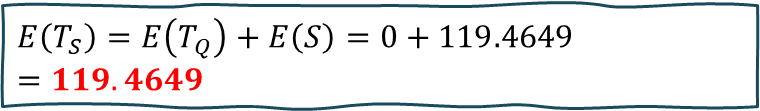 E(T_S) = E(T_Q) + E(S) = 0 + 119.4649
= 119.4649